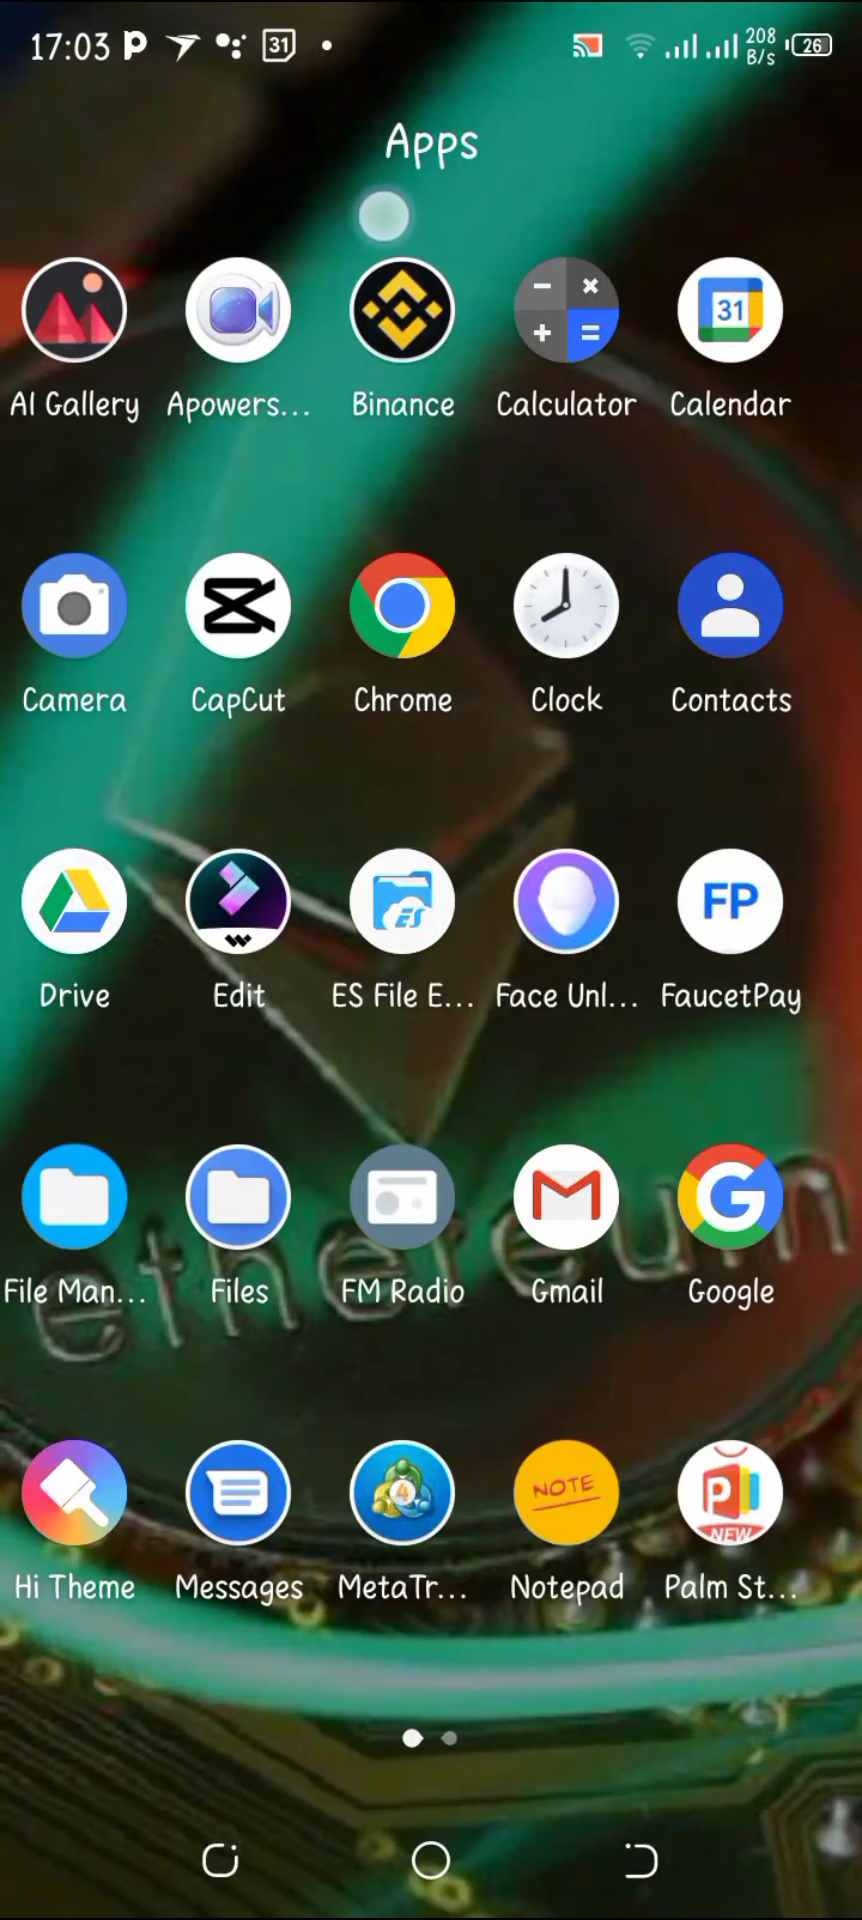 17:03 31 208 B/s 26
Apps
31
AI Gallery Apowers... Binance Calculator Calendar
Camera CapCut Chrome Clock Contacts
ES FP
Drive Edit ES File E... Face Unl... FaucetPay
ethereum
File Man... Files FM Radio Gmail Google
4 NOTE P NEW
Hi Theme Messages MetaTr... Notepad Palm St...